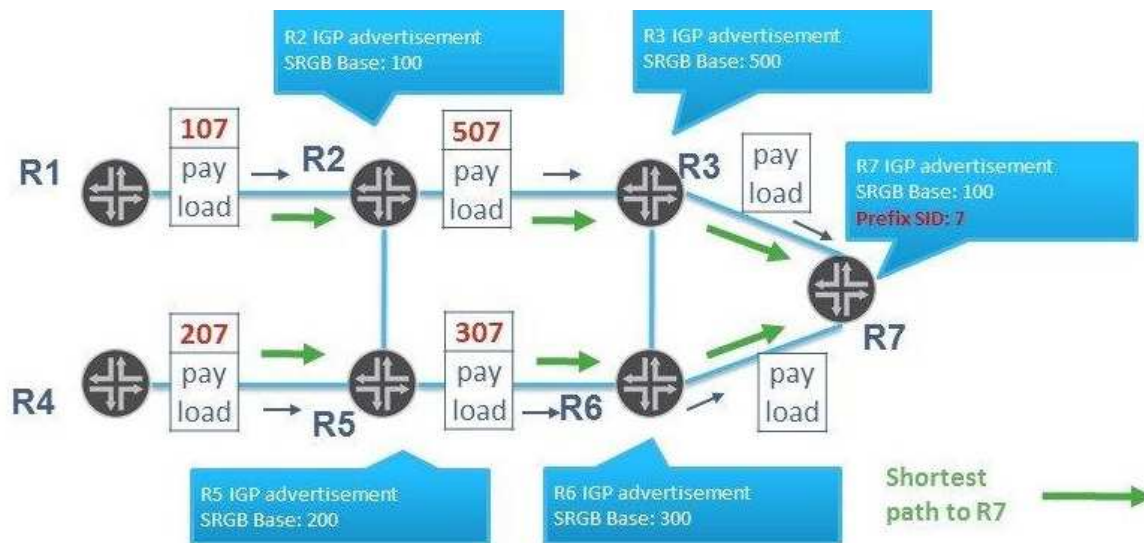 R2 IGP advertisement
SRGB Base: 100
R3 IGP advertisement
SRGB Base: 500
107
pay
load
507
pay
load
pay
load
R1
R2
R3
R7 IGP advertisement
SRGB Base: 100
Prefix SID: 7
R7
207
pay
load
307
pay
load
pay
load
R4
R5
R6
R5 IGP advertisement
SRGB Base: 200
R6 IGP advertisement
SRGB Base: 300
Shortest
path to R7